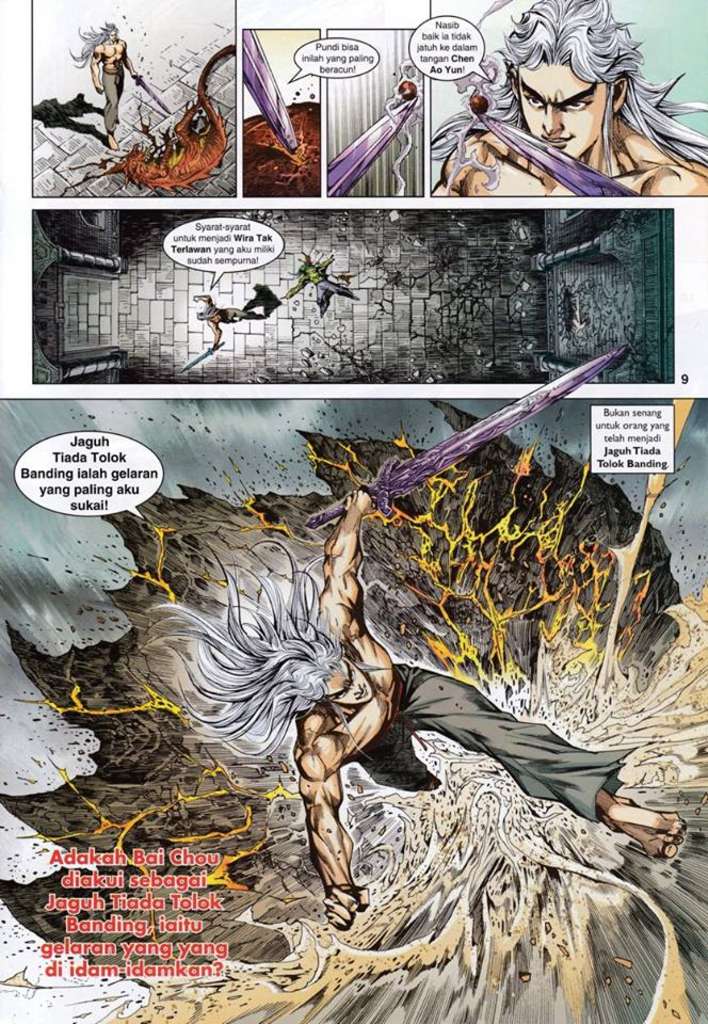 Pundi bisa
inilah yang paling
beracun!
Nasib
baik ia tidak
jatuh ke dalam
tangan Chen
Ao Yun!
Syarat-syarat
untuk menjadi Wira Tak
Terlawan yang aku miliki
sudah sempurna!
9
Jaguh
Tiada Tolok
Banding ialah gelaran
yang paling aku
sukai!
Bukan senang
untuk orang yang
telah menjadi
Jaguh Tiada
Tolok Banding.
Adakah Bai Chou
diakui sebagai
Jaguh Tiada Tolok
Banding, iaitu
gelaran yang yang
di idam-idamkan?